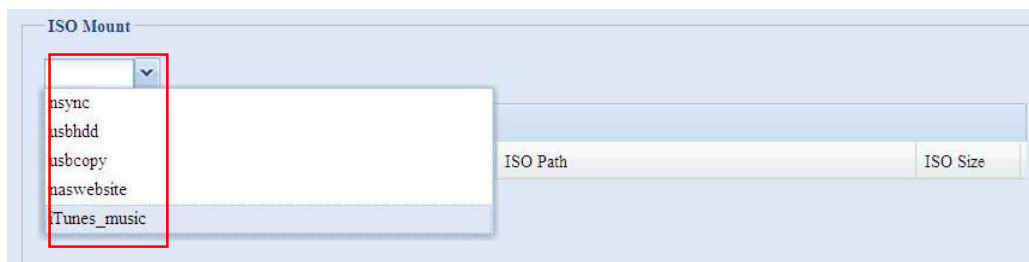 ISO Mount
nsync
usbhdd
usbcopy
ISO Path ISO Size
naswebsite
iTunes_music